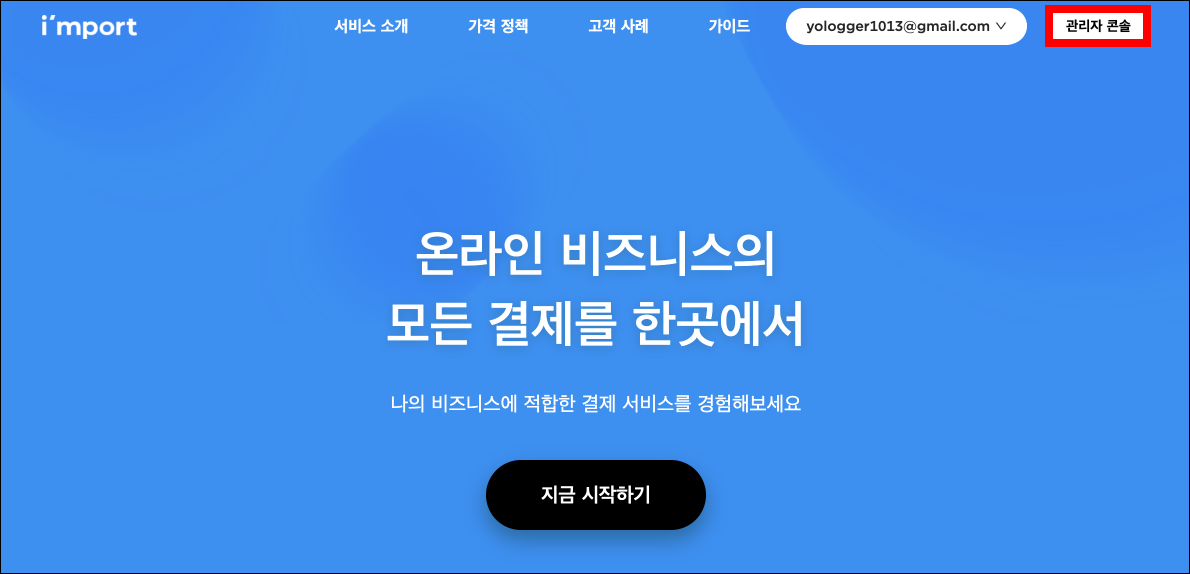 i'mport
서비스 소개
가격 정책
고객 사례
가이드
yologger1013@gmail.com
관리자 콘솔
온라인 비즈니스의
모든 결제를 한곳에서
나의 비즈니스에 적합한 결제 서비스를 경험해보세요
지금 시작하기